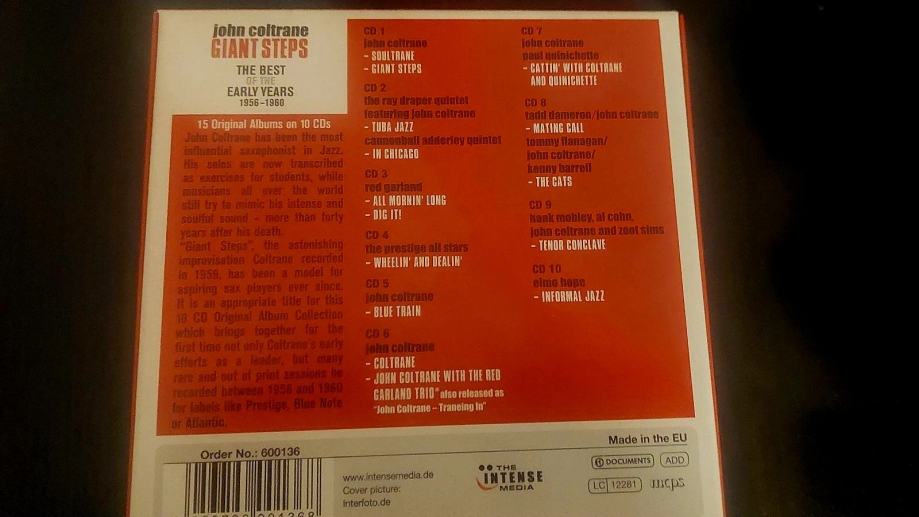 john coltrane
GIANT STEPS
THE BEST
OF THE
EARLY YEARS
1956-1960
15 Original Albums on 10 CDs
John Coltrane has been the most
influential saxophonist in Jazz.
His solos are now transcribed
as exercises for students, while
musicians all over the world
still try to mimic his intense and
soulful sound – more than forty
years after his death.
"Giant Steps", the astonishing
improvisation Coltrane recorded
in 1959, has been a model for
aspiring sax players ever since.
It is an appropriate title for this
10 CD Original Album Collection
which brings together for the
first time not only Coltrane's early
efforts as a leader, but many
rare and out of print sessions he
recorded between 1956 and 1960
for labels like Prestige, Blue Note
or Atlantic.
CD 1
john coltrane
– SOULTRANE
– GIANT STEPS
CD 2
the ray draper quintet
featuring john coltrane
– TUBA JAZZ
cannonball adderley quintet
– IN CHICAGO
CD 3
red garland
– ALL MORNIN' LONG
– DIG IT!
CD 4
the prestige all stars
– WHEELIN' AND DEALIN'
CD 5
john coltrane
– BLUE TRAIN
CD 6
john coltrane
– COLTRANE
– JOHN COLTRANE WITH THE RED
GARLAND TRIO* also released as
"John Coltrane – Traneing In"
CD 7
john coltrane
paul quinichette
– CATTIN' WITH COLTRANE
AND QUINICHETTE
CD 8
tadd dameron/john coltrane
– MATING CALL
tommy flanagan/
john coltrane/
kenny burrell
– THE CATS
CD 9
hank mobley, al cohn,
john coltrane and zoot sims
– TENOR CONCLAVE
CD 10
elmo hope
– INFORMAL JAZZ
Made in the EU
Order No.: 600136
www.intensemedia.de
Cover picture:
interfoto.de
THE
INTENSE
MEDIA
DOCUMENTS
ADD
LC 12281
mcps